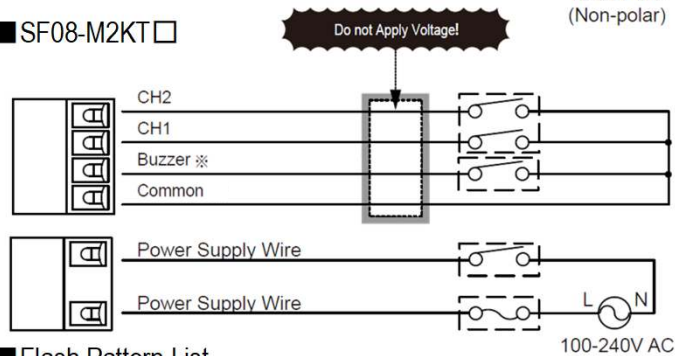 (Non-polar)
■SF08-M2KT□
Do not Apply Voltage!
CH2
CH1
Buzzer ※
Common
Power Supply Wire
Power Supply Wire
L N
100-240V AC
■Flash Pattern List